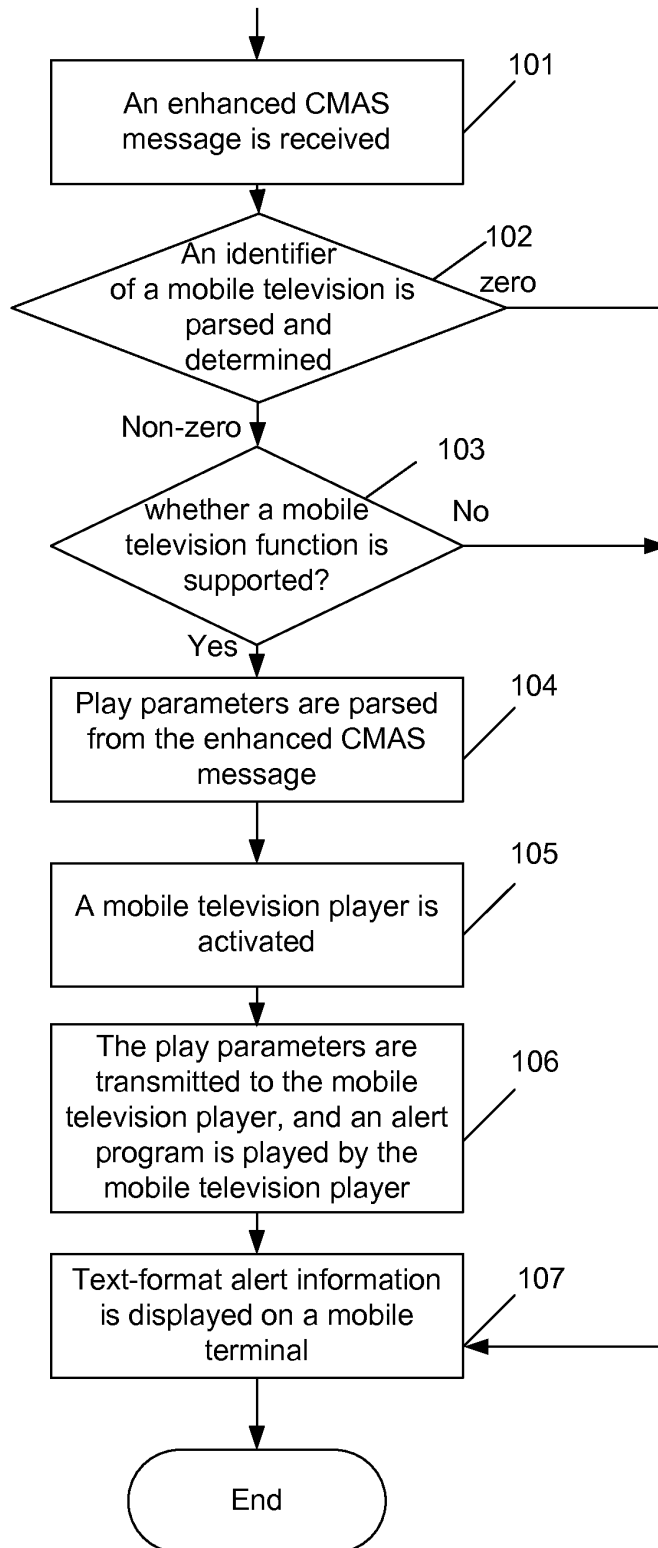 101
An enhanced CMAS
message is received
102
An identifier
of a mobile television is
parsed and
determined
zero
Non-zero
103
whether a mobile
television function is
supported?
No
Yes
104
Play parameters are parsed
from the enhanced CMAS
message
105
A mobile television player is
activated
The play parameters are
transmitted to the mobile
television player, and an alert
program is played by the
mobile television player
106
Text-format alert information
is displayed on a mobile
terminal
107
End